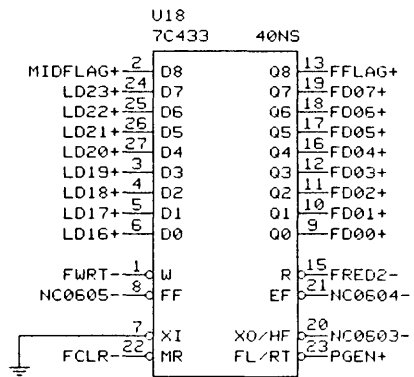 U18
7C433 40NS
MIDFLAG+ 2 D8 Q8 13 FFLAG+
LD23+ 24 D7 Q7 19 FD07+
LD22+ 25 D6 Q6 18 FD06+
LD21+ 26 D5 Q5 17 FD05+
LD20+ 27 D4 Q4 16 FD04+
LD19+ 3 D3 Q3 12 FD03+
LD18+ 4 D2 Q2 11 FD02+
LD17+ 5 D1 Q1 10 FD01+
LD16+ 6 D0 Q0 9 FD00+
FWRT- 1 W R 15 FRED2-
NC0605- 8 FF EF 21 NC0604-
7 XI XO/HF 20 NC0603-
FCLR- 22 MR FL/RT 23 PGEN+